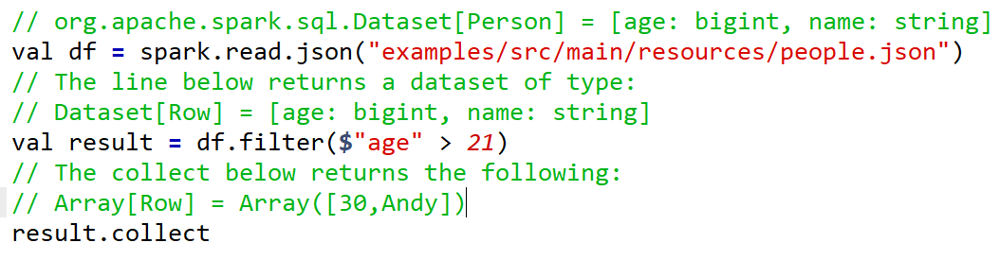 // org.apache.spark.sql.Dataset[Person] = [age: bigint, name: string]
val df = spark.read.json("examples/src/main/resources/people.json")
// The line below returns a dataset of type:
// Dataset[Row] = [age: bigint, name: string]
val result = df.filter($"age" > 21)
// The collect below returns the following:
// Array[Row] = Array([30,Andy])
result.collect